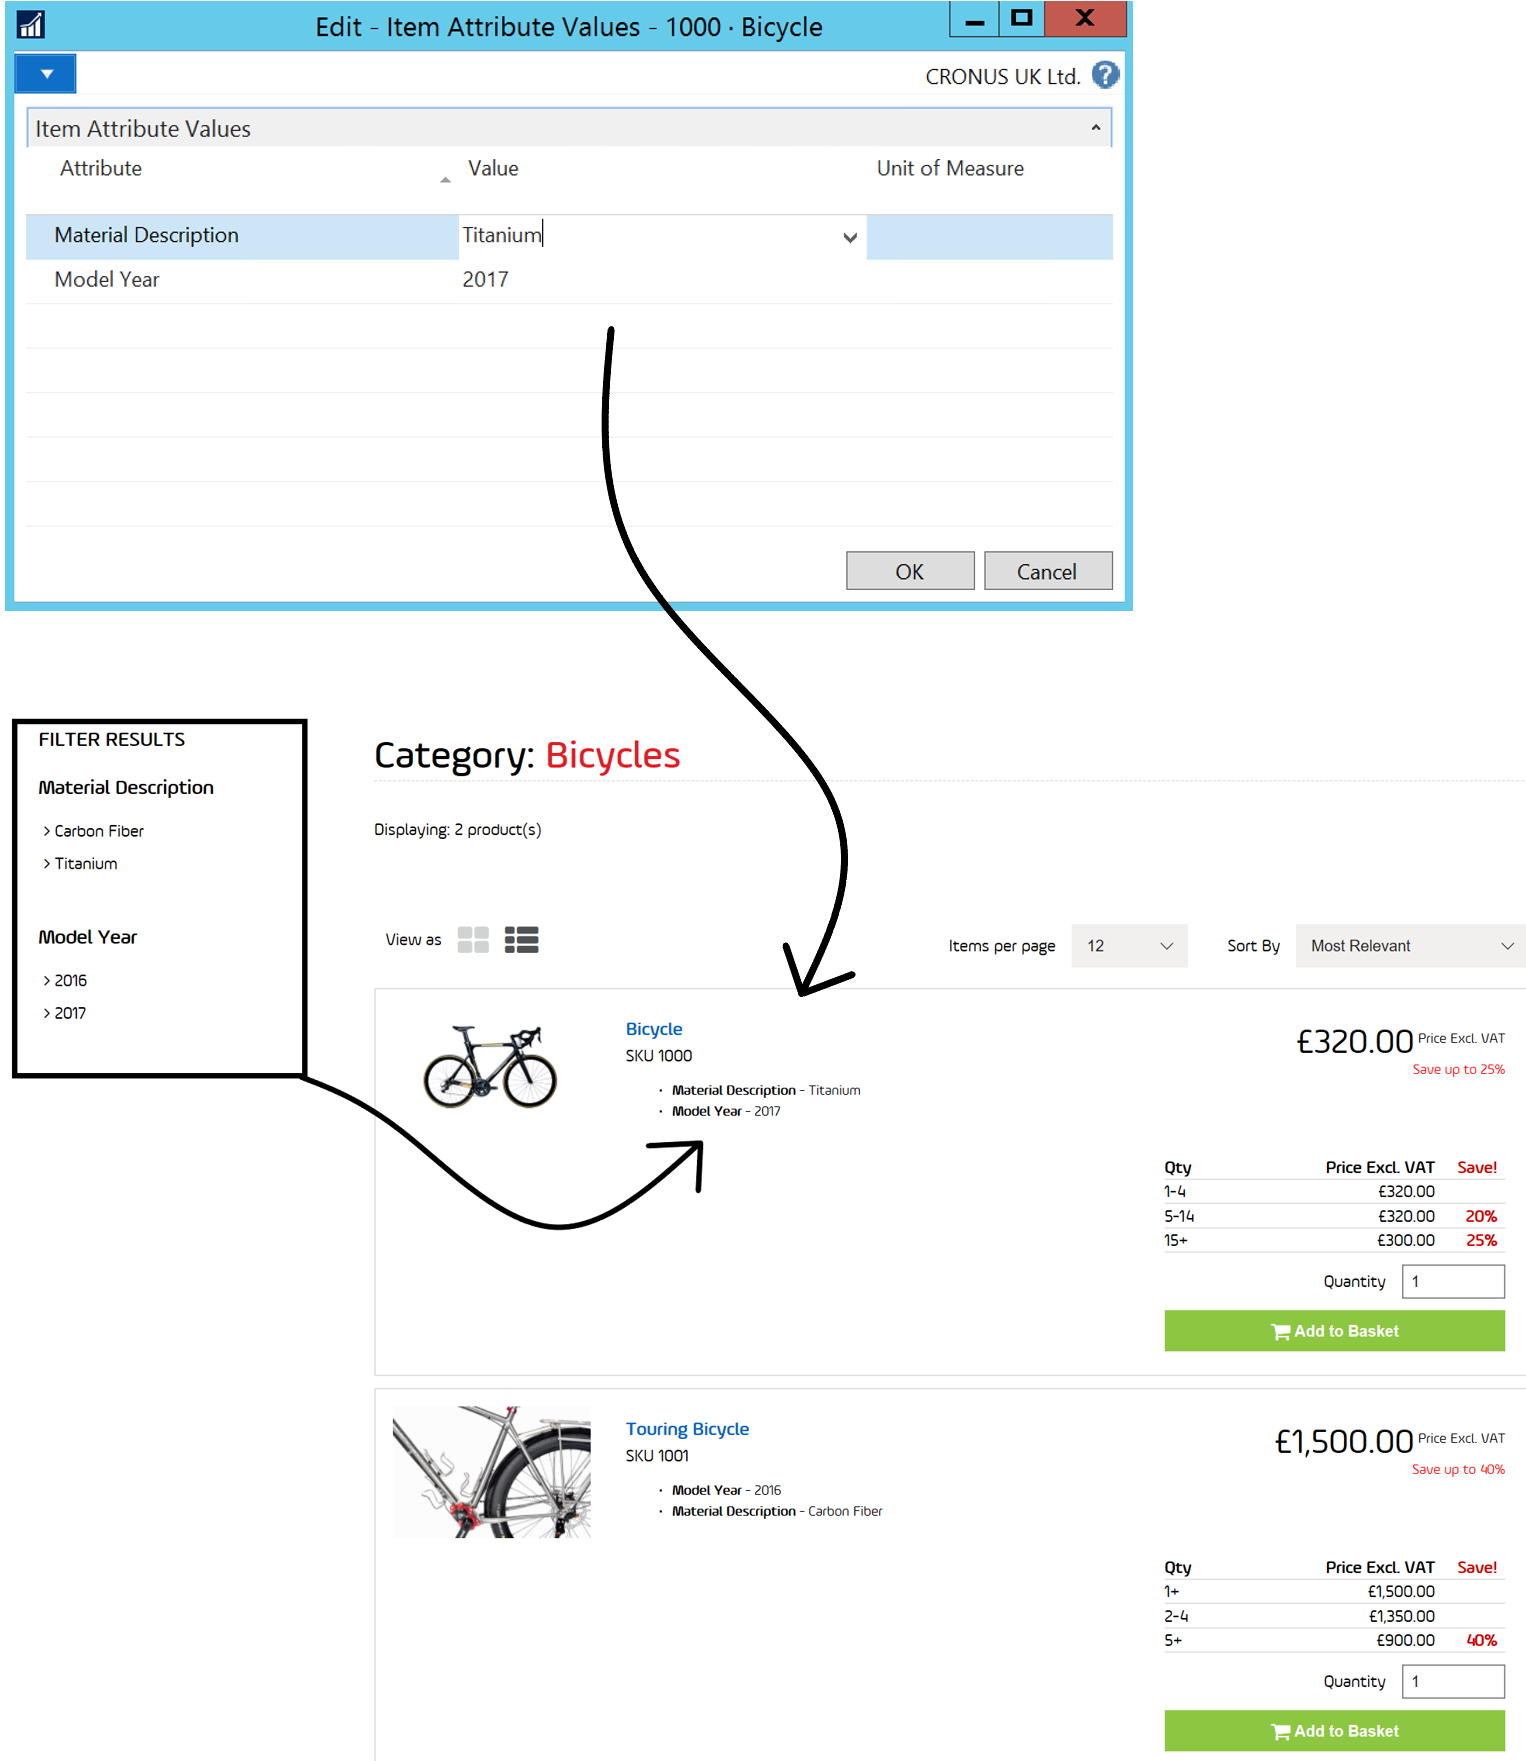 Edit - Item Attribute Values - 1000 · Bicycle
CRONUS UK Ltd.
Item Attribute Values
Attribute Value Unit of Measure
Material Description Titanium
Model Year 2017
OK Cancel
FILTER RESULTS
Material Description
Carbon Fiber
Titanium
Model Year
2016
2017
Category: Bicycles
Displaying: 2 product(s)
View as Items per page 12 Sort By Most Relevant
Bicycle
SKU 1000
· Material Description - Titanium
· Model Year - 2017
£320.00 Price Excl. VAT
Save up to 25%
Qty Price Excl. VAT Save!
1-4 £320.00
5-14 £320.00 20%
15+ £300.00 25%
Quantity 1
Add to Basket
Touring Bicycle
SKU 1001
· Model Year - 2016
· Material Description - Carbon Fiber
£1,500.00 Price Excl. VAT
Save up to 40%
Qty Price Excl. VAT Save!
1+ £1,500.00
2-4 £1,350.00
5+ £900.00 40%
Quantity 1
Add to Basket